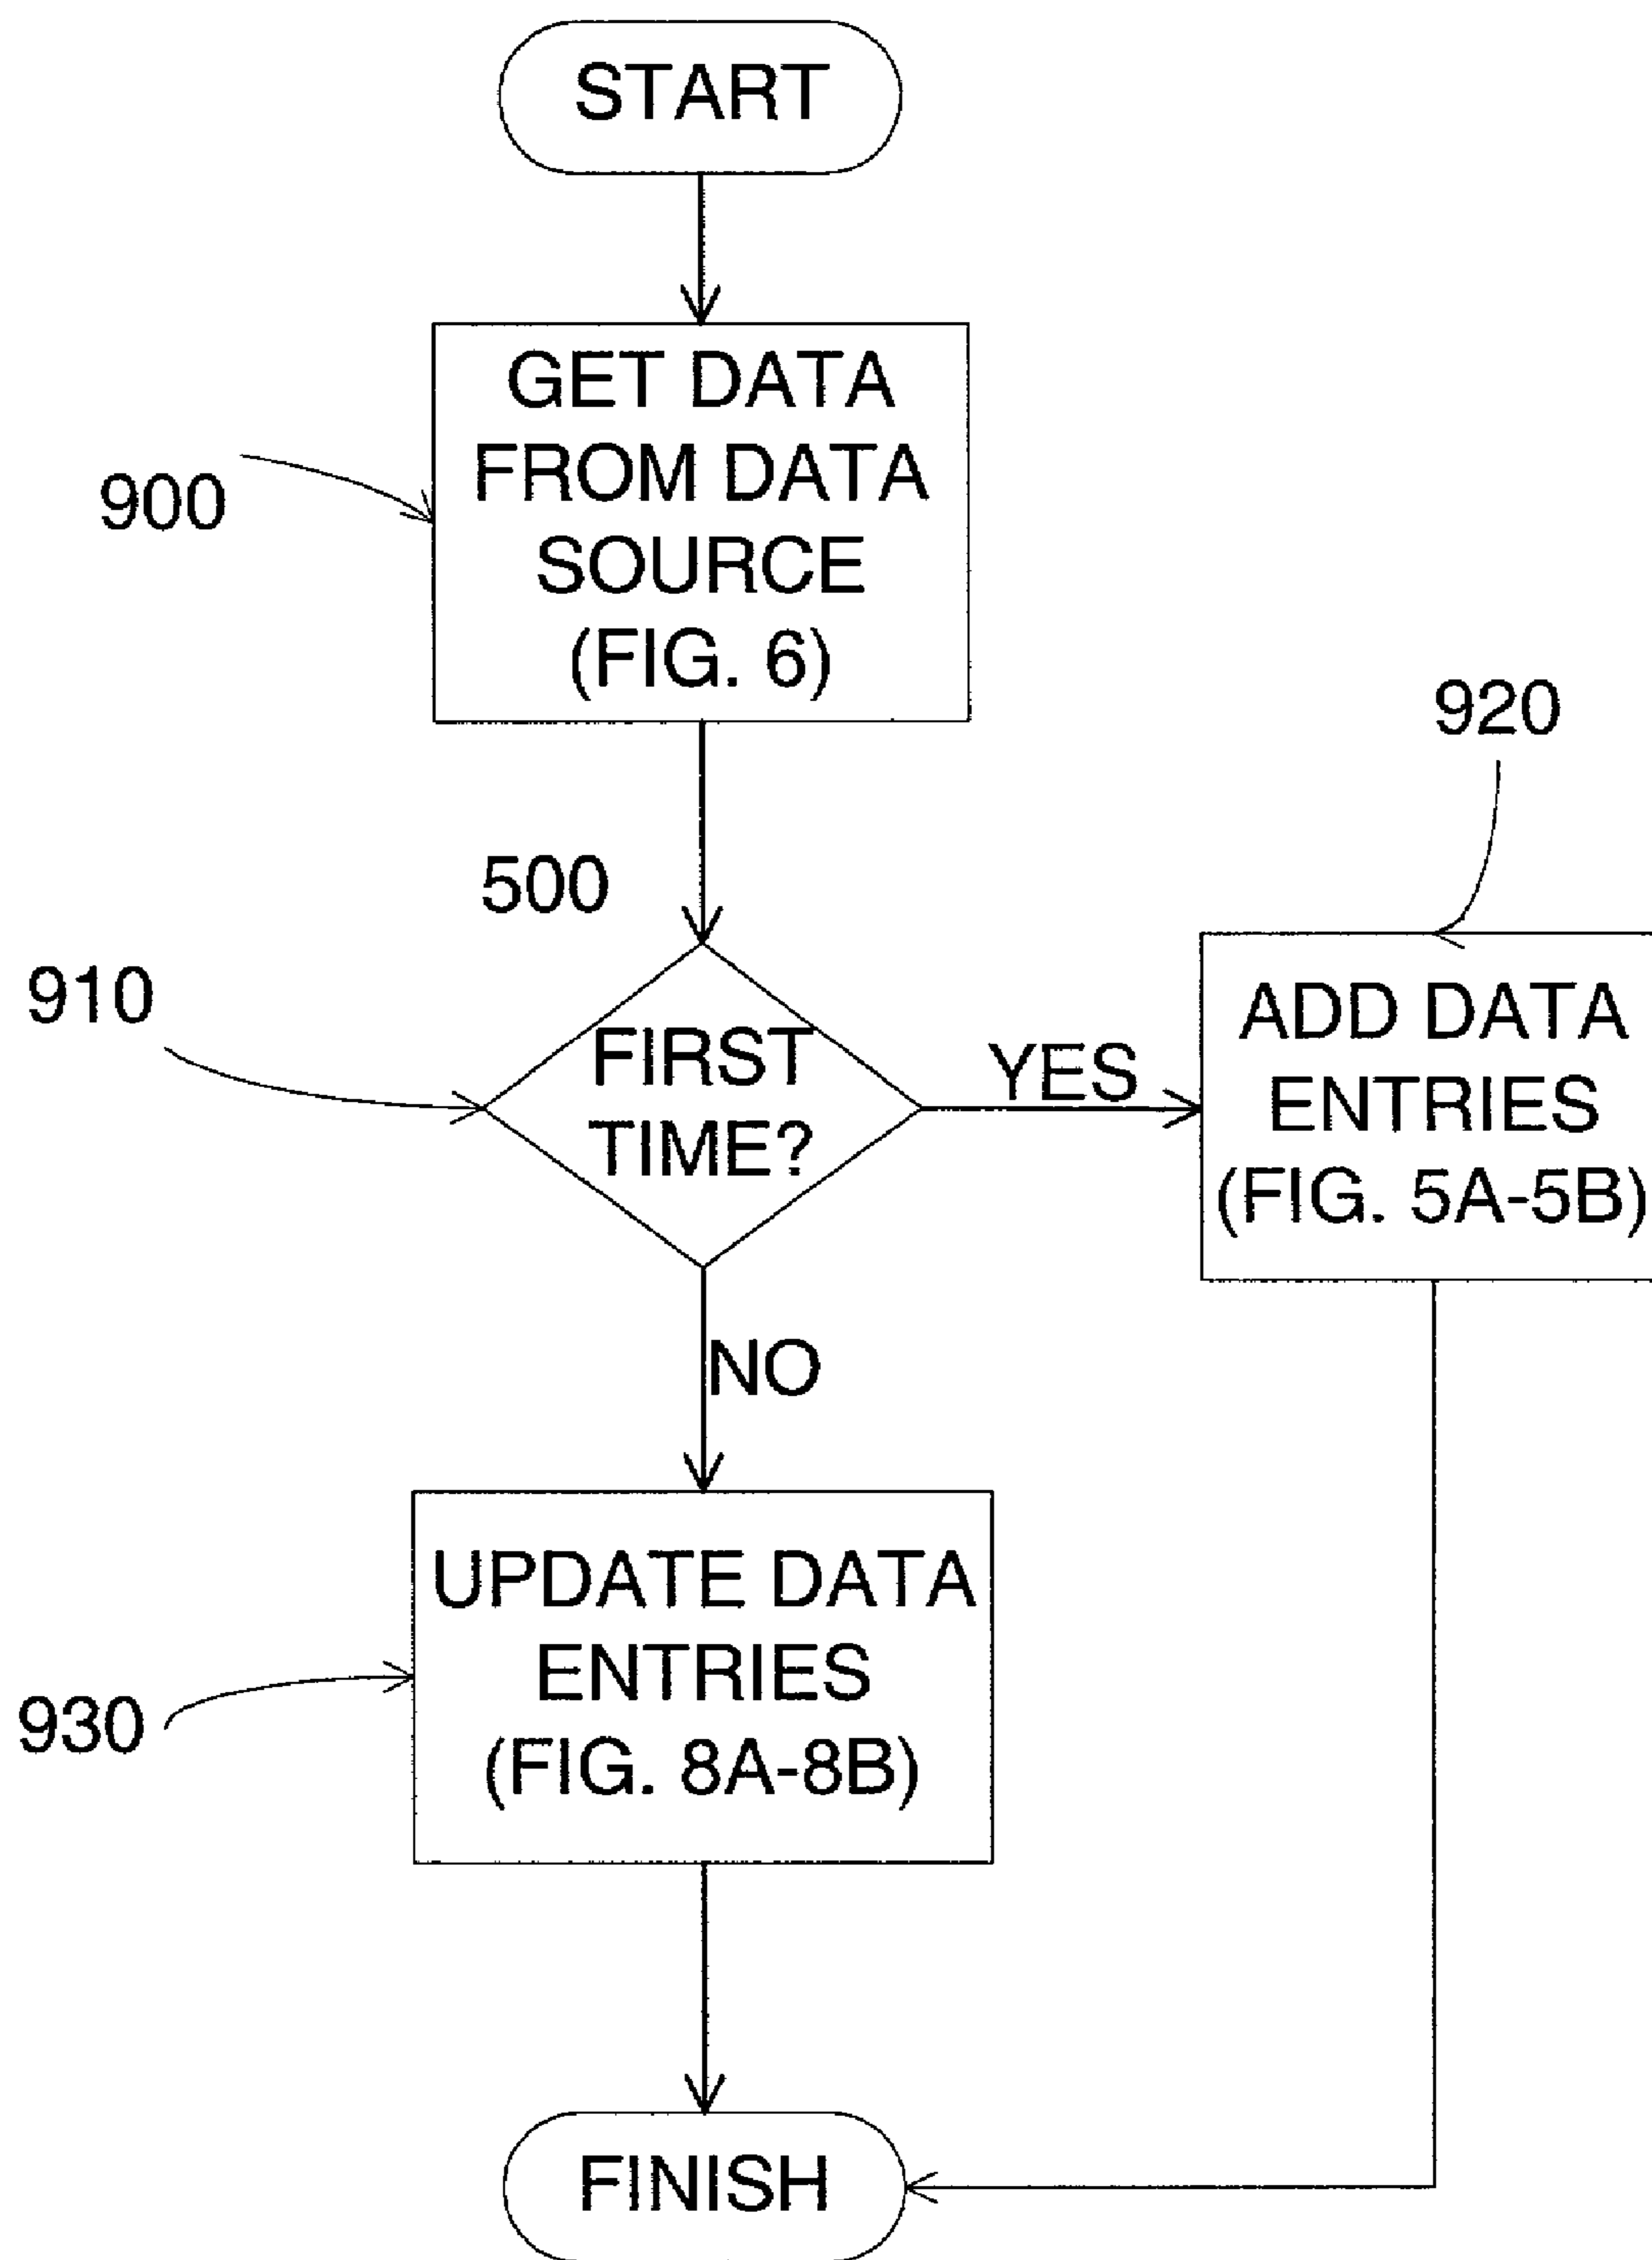 START
GET DATA
FROM DATA
SOURCE
(FIG. 6)
900
500
920
910
FIRST
TIME?
YES
ADD DATA
ENTRIES
(FIG. 5A-5B)
NO
UPDATE DATA
ENTRIES
(FIG. 8A-8B)
930
FINISH